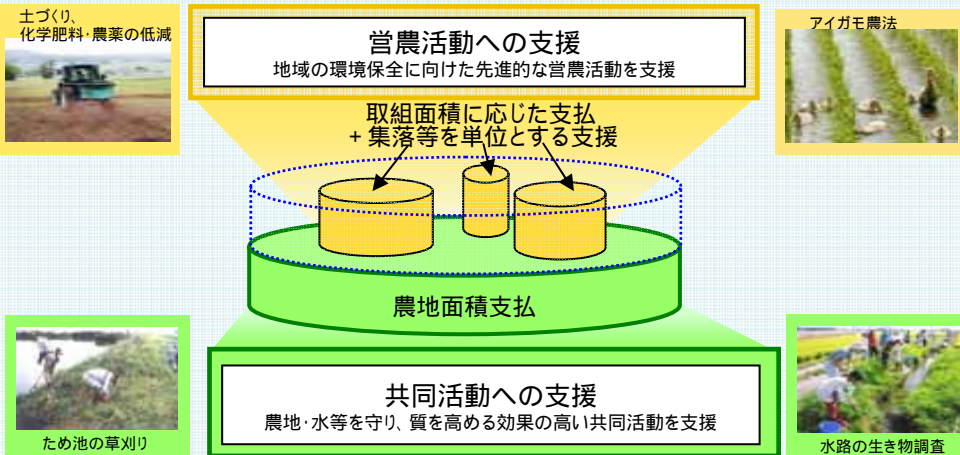 土づくり、
化学肥料・農薬の低減
営農活動への支援
地域の環境保全に向けた先進的な営農活動を支援
アイガモ農法
取組面積に応じた支払
+ 集落等を単位とする支援
農地面積支払
共同活動への支援
農地・水等を守り、質を高める効果の高い共同活動を支援
ため池の草刈り
水路の生き物調査